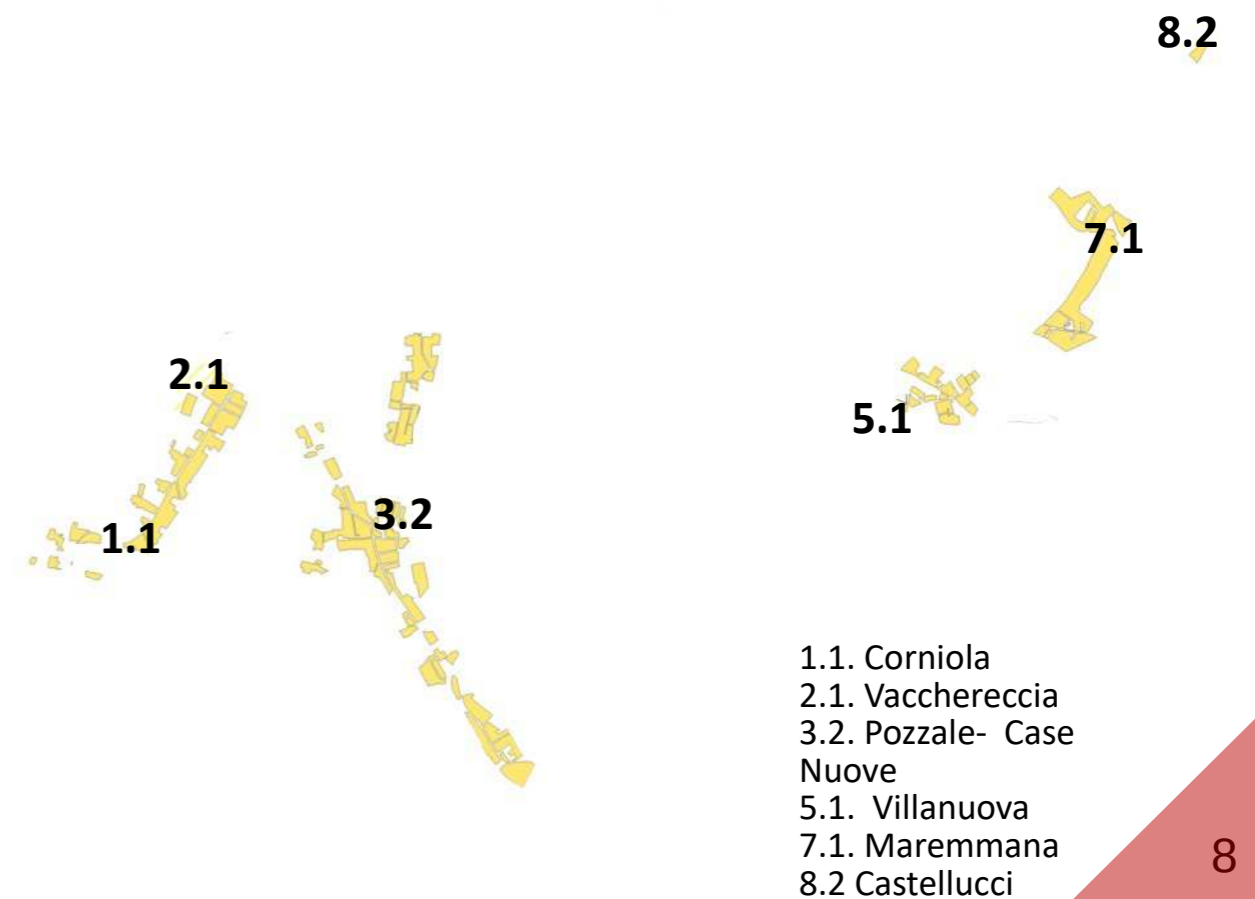 8.2
7.1
2.1
5.1
3.2
1.1
1.1. Corniola
2.1. Vacchereccia
3.2. Pozzale- Case
Nuove
5.1. Villanuova
7.1. Maremmana
8.2 Castellucci
8